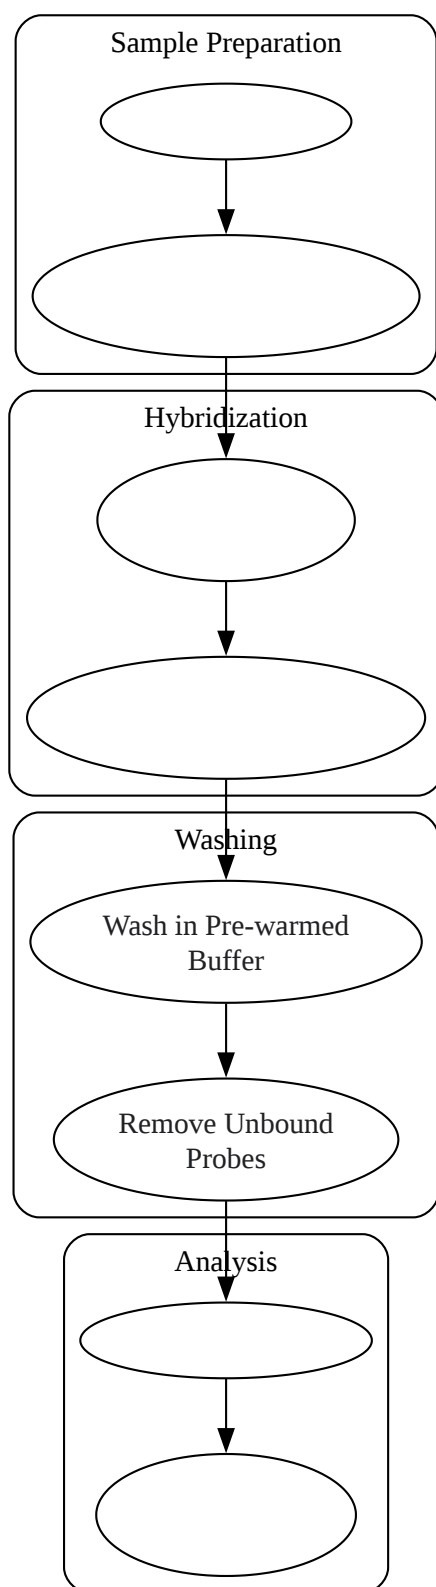 Sample Preparation
Hybridization
Washing
Wash in Pre-warmed
Buffer
Remove Unbound
Probes
Analysis